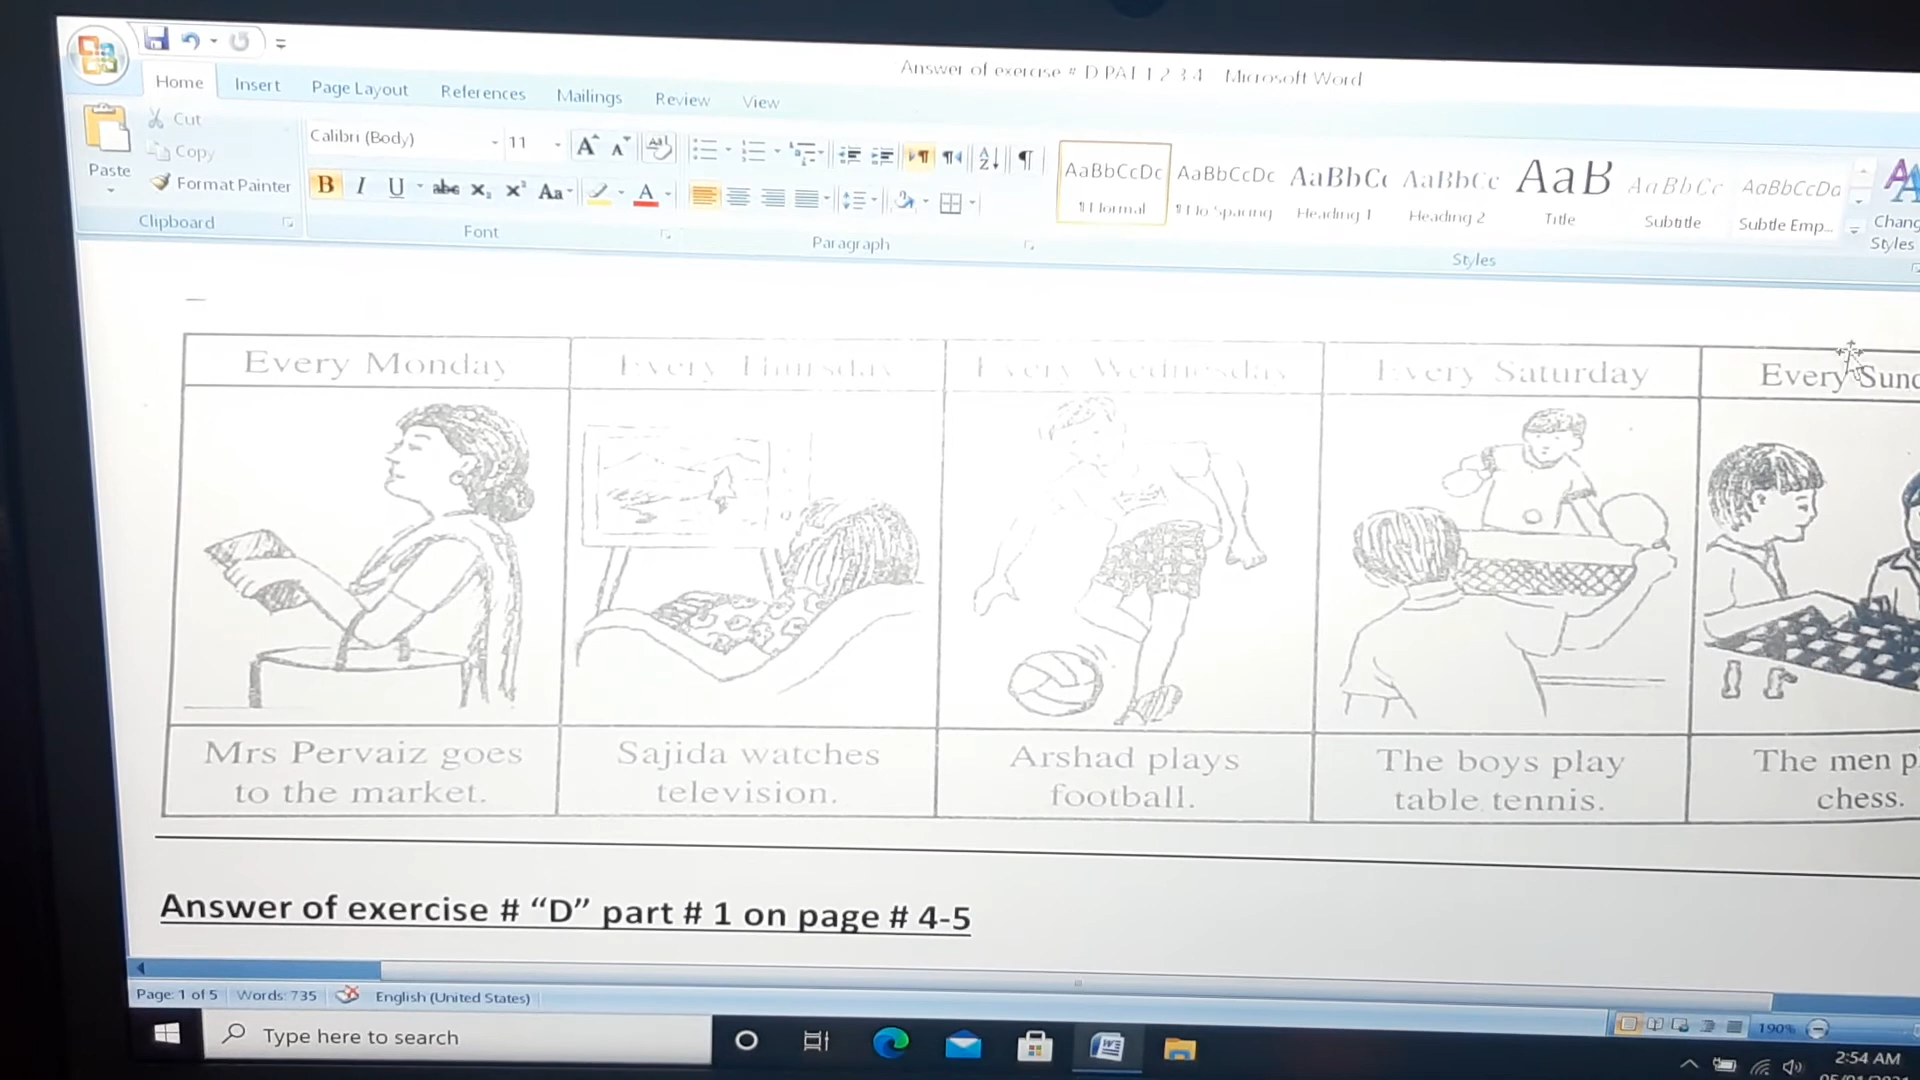 Answer of exercise # D PAT 1 2 3 4 - Microsoft Word
Home Insert Page Layout References Mailings Review View
Paste
Cut
Copy
Format Painter
Clipboard
Calibri (Body) 11
Font
Paragraph
AaBbCcDc AaBbCcDc AaBbCc AaBbCc AaB AaBbCc AaBbCcDa
¶ Normal ¶ No Spacing Heading 1 Heading 2 Title Subtitle Subtle Emp...
Styles
Chang
Styles
Every Monday
Every Thursday
Every Wednesday
Every Saturday
Every Sund
Mrs Pervaiz goes
to the market.
Sajida watches
television.
Arshad plays
football.
The boys play
table tennis.
The men p
chess.
Answer of exercise # “D” part # 1 on page # 4-5
Page: 1 of 5 Words: 735 English (United States)
190%
Type here to search
2:54 AM